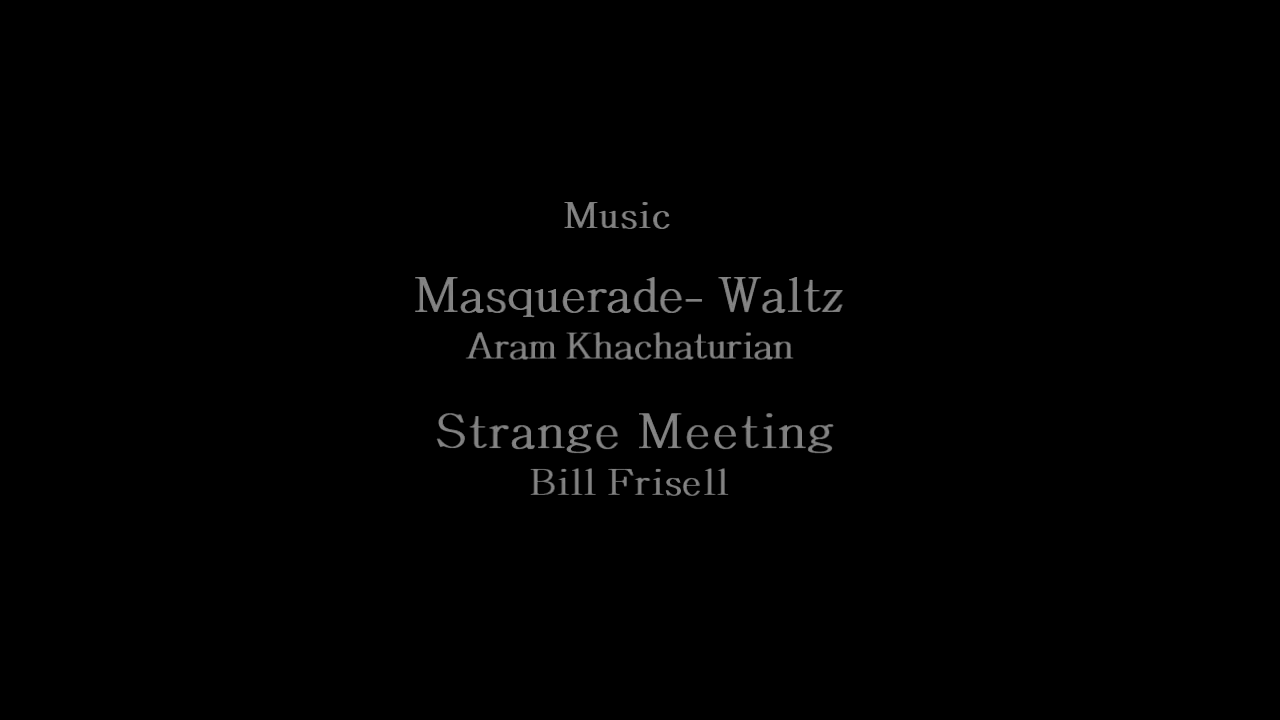 Music
Masquerade- Waltz
Aram Khachaturian
Strange Meeting
Bill Frisell